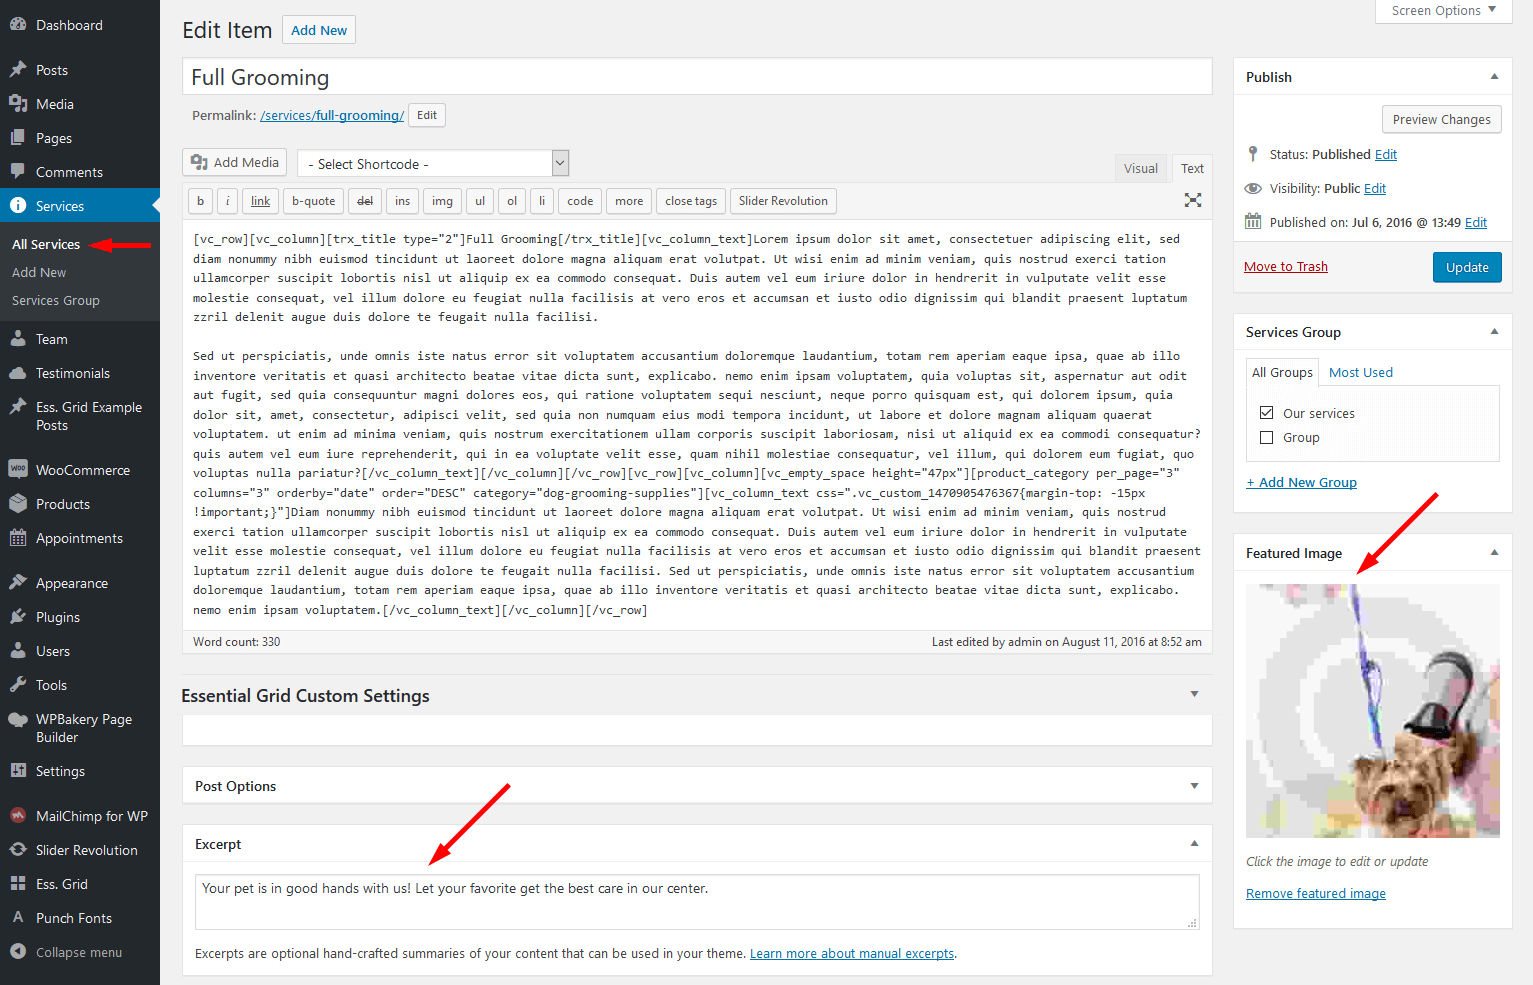 Dashboard
Posts
Media
Pages
Comments
Services
All Services
Add New
Services Group
Team
Testimonials
Ess. Grid Example
Posts
WooCommerce
Products
Appointments
Appearance
Plugins
Users
Tools
WPBakery Page
Builder
Settings
MailChimp for WP
Slider Revolution
Ess. Grid
Punch Fonts
Collapse menu
Screen Options
Edit Item Add New
Full Grooming
Permalink: /services/full-grooming/ Edit
Add Media - Select Shortcode - Visual Text
b i link b-quote del ins img ul ol li code more close tags Slider Revolution
[vc_row][vc_column][trx_title type="2"]Full Grooming[/trx_title][vc_column_text]Lorem ipsum dolor sit amet, consectetuer adipiscing elit, sed
diam nonummy nibh euismod tincidunt ut laoreet dolore magna aliquam erat volutpat. Ut wisi enim ad minim veniam, quis nostrud exerci tation
ullamcorper suscipit lobortis nisl ut aliquip ex ea commodo consequat. Duis autem vel eum iriure dolor in hendrerit in vulputate velit esse
molestie consequat, vel illum dolore eu feugiat nulla facilisis at vero eros et accumsan et iusto odio dignissim qui blandit praesent luptatum
zzril delenit augue duis dolore te feugait nulla facilisi.
Sed ut perspiciatis, unde omnis iste natus error sit voluptatem accusantium doloremque laudantium, totam rem aperiam eaque ipsa, quae ab illo
inventore veritatis et quasi architecto beatae vitae dicta sunt, explicabo. nemo enim ipsam voluptatem, quia voluptas sit, aspernatur aut odit
aut fugit, sed quia consequuntur magni dolores eos, qui ratione voluptatem sequi nesciunt, neque porro quisquam est, qui dolorem ipsum, quia
dolor sit, amet, consectetur, adipisci velit, sed quia non numquam eius modi tempora incidunt, ut labore et dolore magnam aliquam quaerat
voluptatem. ut enim ad minima veniam, quis nostrum exercitationem ullam corporis suscipit laboriosam, nisi ut aliquid ex ea commodi consequatur?
quis autem vel eum iure reprehenderit, qui in ea voluptate velit esse, quam nihil molestiae consequatur, vel illum, qui dolorem eum fugiat, quo
voluptas nulla pariatur?[/vc_column_text][/vc_column][/vc_row][vc_row][vc_column][vc_empty_space height="47px"][product_category per_page="3"
columns="3" orderby="date" order="DESC" category="dog-grooming-supplies"][vc_column_text css=".vc_custom_1470905476367{margin-top: -15px
!important;}"]Diam nonummy nibh euismod tincidunt ut laoreet dolore magna aliquam erat volutpat. Ut wisi enim ad minim veniam, quis nostrud
exerci tation ullamcorper suscipit lobortis nisl ut aliquip ex ea commodo consequat. Duis autem vel eum iriure dolor in hendrerit in vulputate
velit esse molestie consequat, vel illum dolore eu feugiat nulla facilisis at vero eros et accumsan et iusto odio dignissim qui blandit praesent
luptatum zzril delenit augue duis dolore te feugait nulla facilisi. Sed ut perspiciatis, unde omnis iste natus error sit voluptatem accusantium
doloremque laudantium, totam rem aperiam eaque ipsa, quae ab illo inventore veritatis et quasi architecto beatae vitae dicta sunt, explicabo.
nemo enim ipsam voluptatem.[/vc_column_text][/vc_column][/vc_row]
Word count: 330 Last edited by admin on August 11, 2016 at 8:52 am
Essential Grid Custom Settings
Post Options
Excerpt
Your pet is in good hands with us! Let your favorite get the best care in our center.
Excerpts are optional hand-crafted summaries of your content that can be used in your theme. Learn more about manual excerpts.
Publish
Preview Changes
Status: Published Edit
Visibility: Public Edit
Published on: Jul 6, 2016 @ 13:49 Edit
Move to Trash Update
Services Group
All Groups Most Used
Our services
Group
+ Add New Group
Featured Image
Click the image to edit or update
Remove featured image